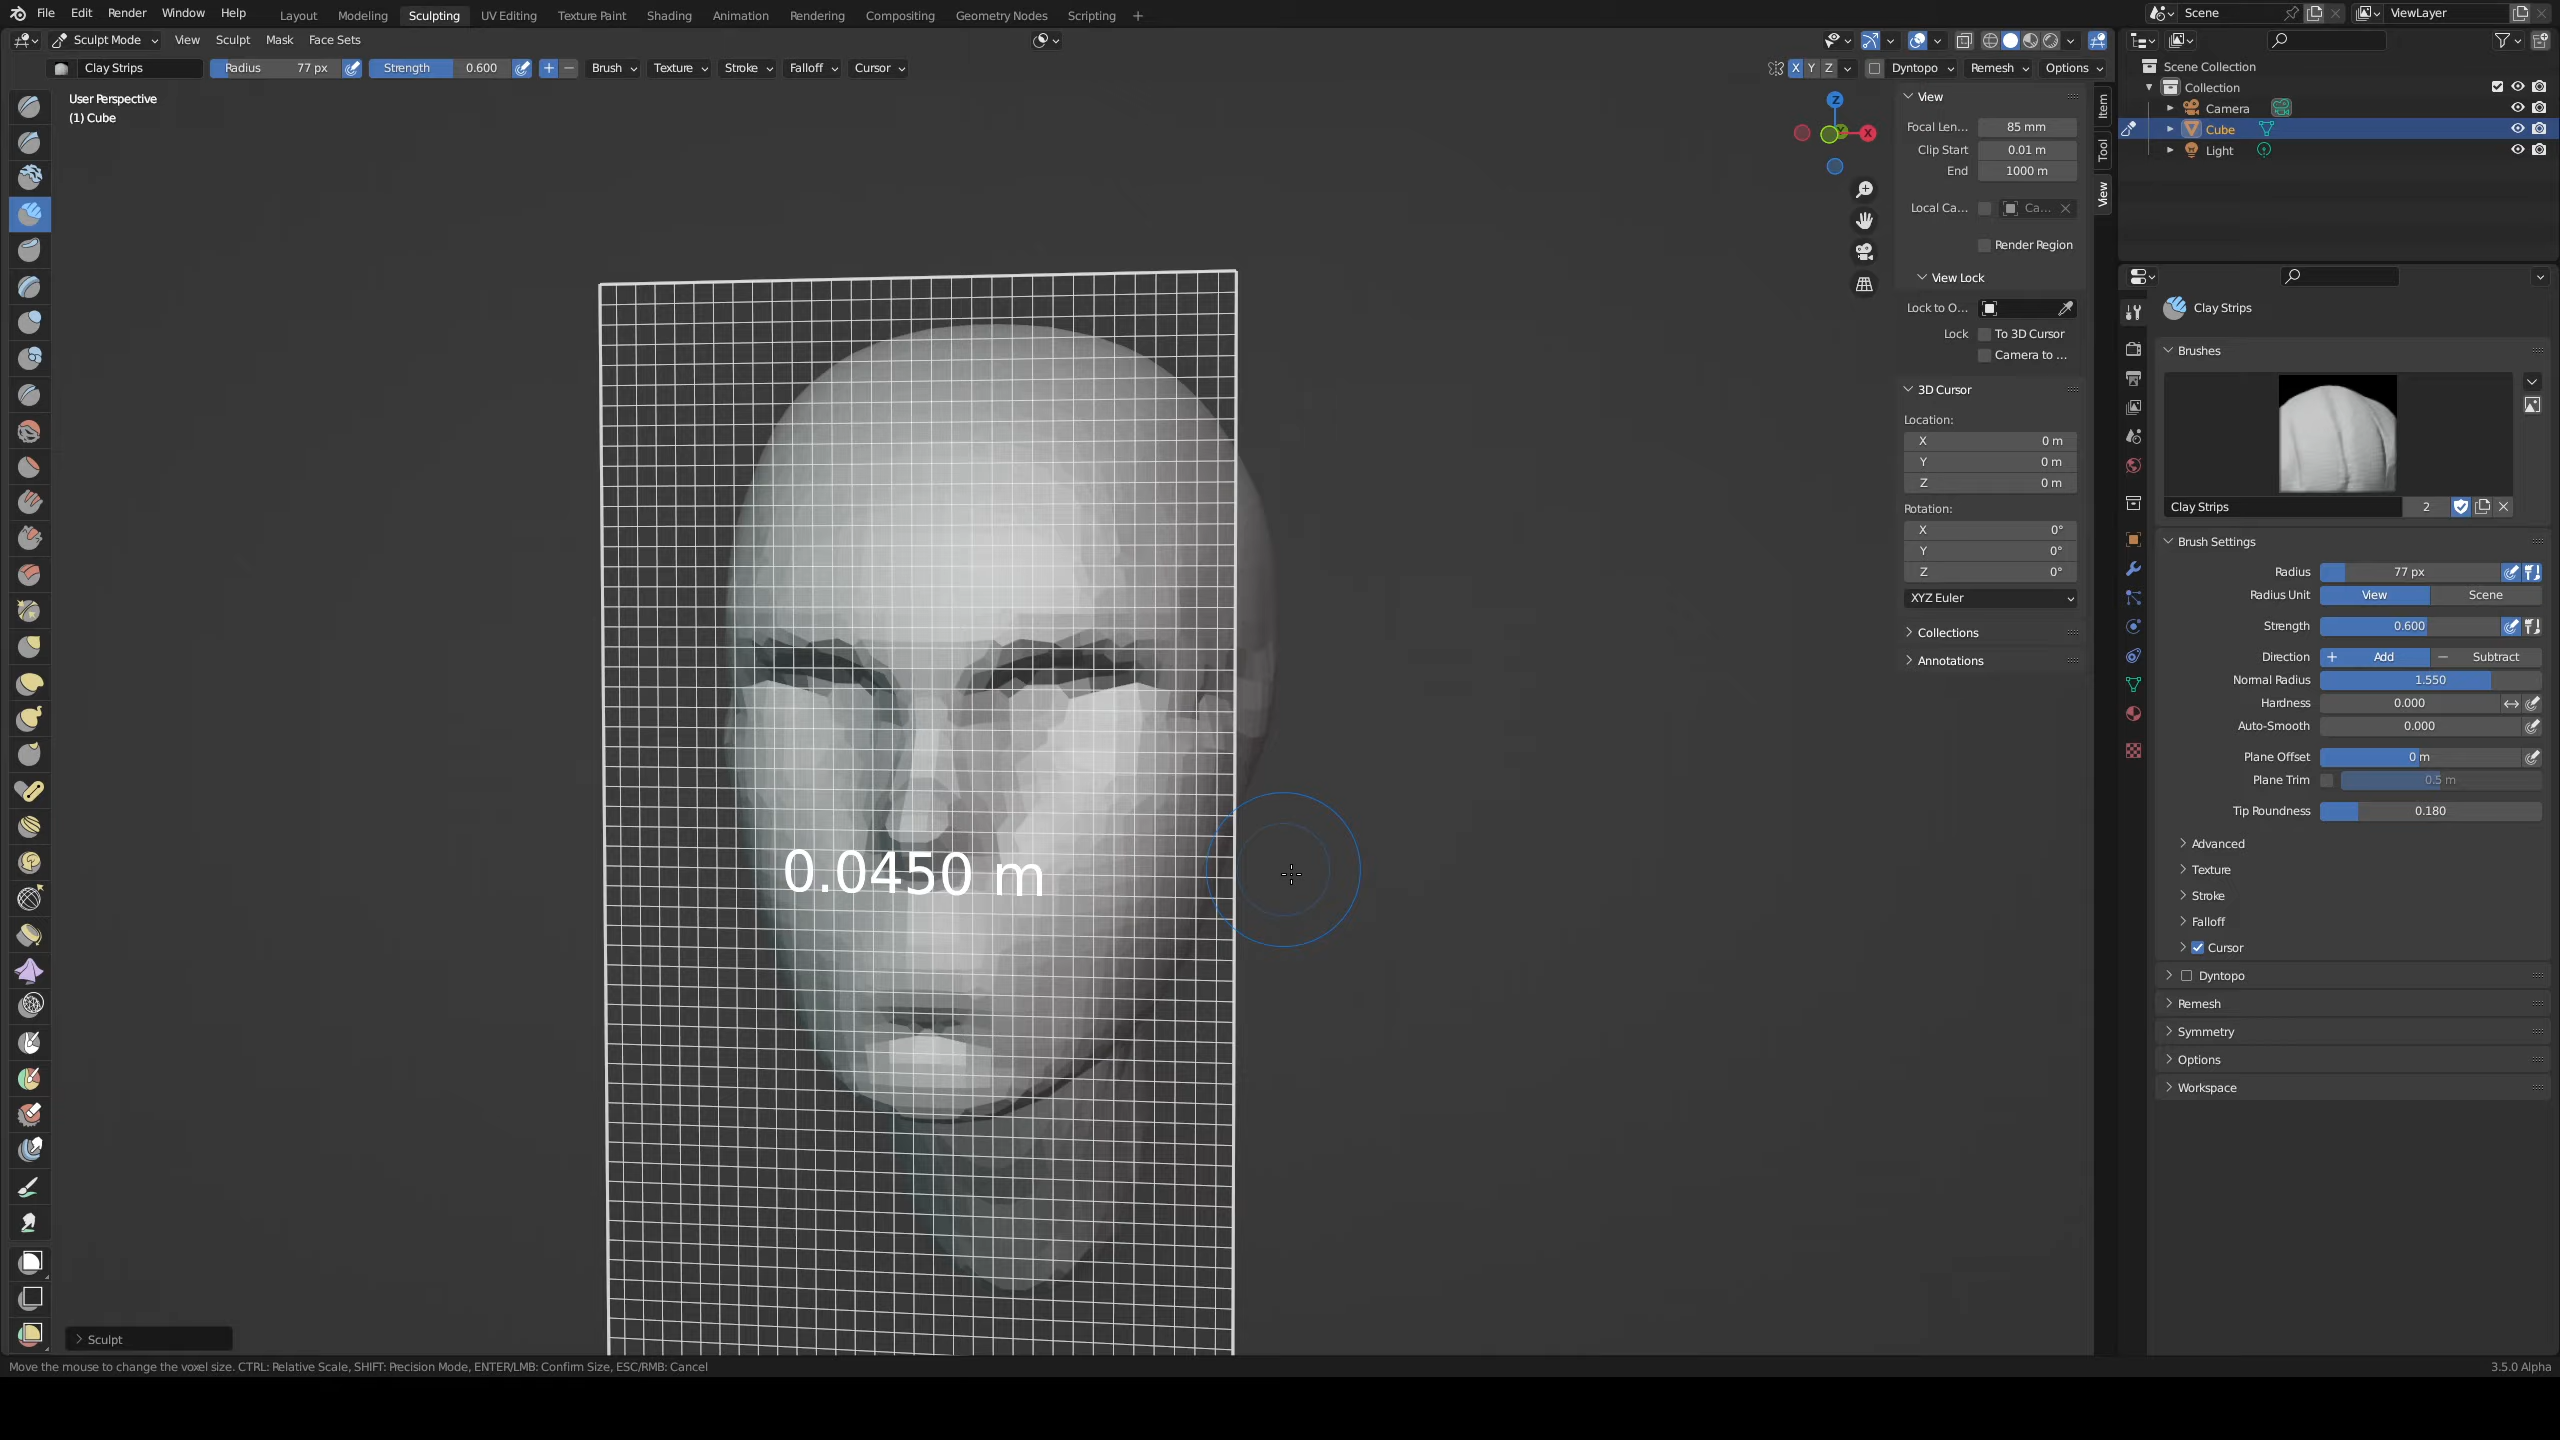 File Edit Render Window Help Layout Modeling Sculpting UV Editing Texture Paint Shading Animation Rendering Compositing Geometry Nodes Scripting + Scene ViewLayer
Sculpt Mode View Sculpt Mask Face Sets
Clay Strips Radius 77 px Strength 0.600 Brush Texture Stroke Falloff Cursor X Y Z Dyntopo Remesh Options
User Perspective
(1) Cube
Z
X
0.0450 m
Sculpt
View
Focal Len... 85 mm
Clip Start 0.01 m
End 1000 m
Local Ca... Ca...
Render Region
View Lock
Lock to O...
Lock To 3D Cursor
Camera to ...
3D Cursor
Location:
X 0 m
Y 0 m
Z 0 m
Rotation:
X 0°
Y 0°
Z 0°
XYZ Euler
Collections
Annotations
Item
Tool
View
Scene Collection
Collection
Camera
Cube
Light
Clay Strips
Brushes
Clay Strips 2
Brush Settings
Radius 77 px
Radius Unit View Scene
Strength 0.600
Direction Add Subtract
Normal Radius 1.550
Hardness 0.000
Auto-Smooth 0.000
Plane Offset 0 m
Plane Trim 0.5 m
Tip Roundness 0.180
Advanced
Texture
Stroke
Falloff
Cursor
Dyntopo
Remesh
Symmetry
Options
Workspace
Move the mouse to change the voxel size. CTRL: Relative Scale, SHIFT: Precision Mode, ENTER/LMB: Confirm Size, ESC/RMB: Cancel 3.5.0 Alpha